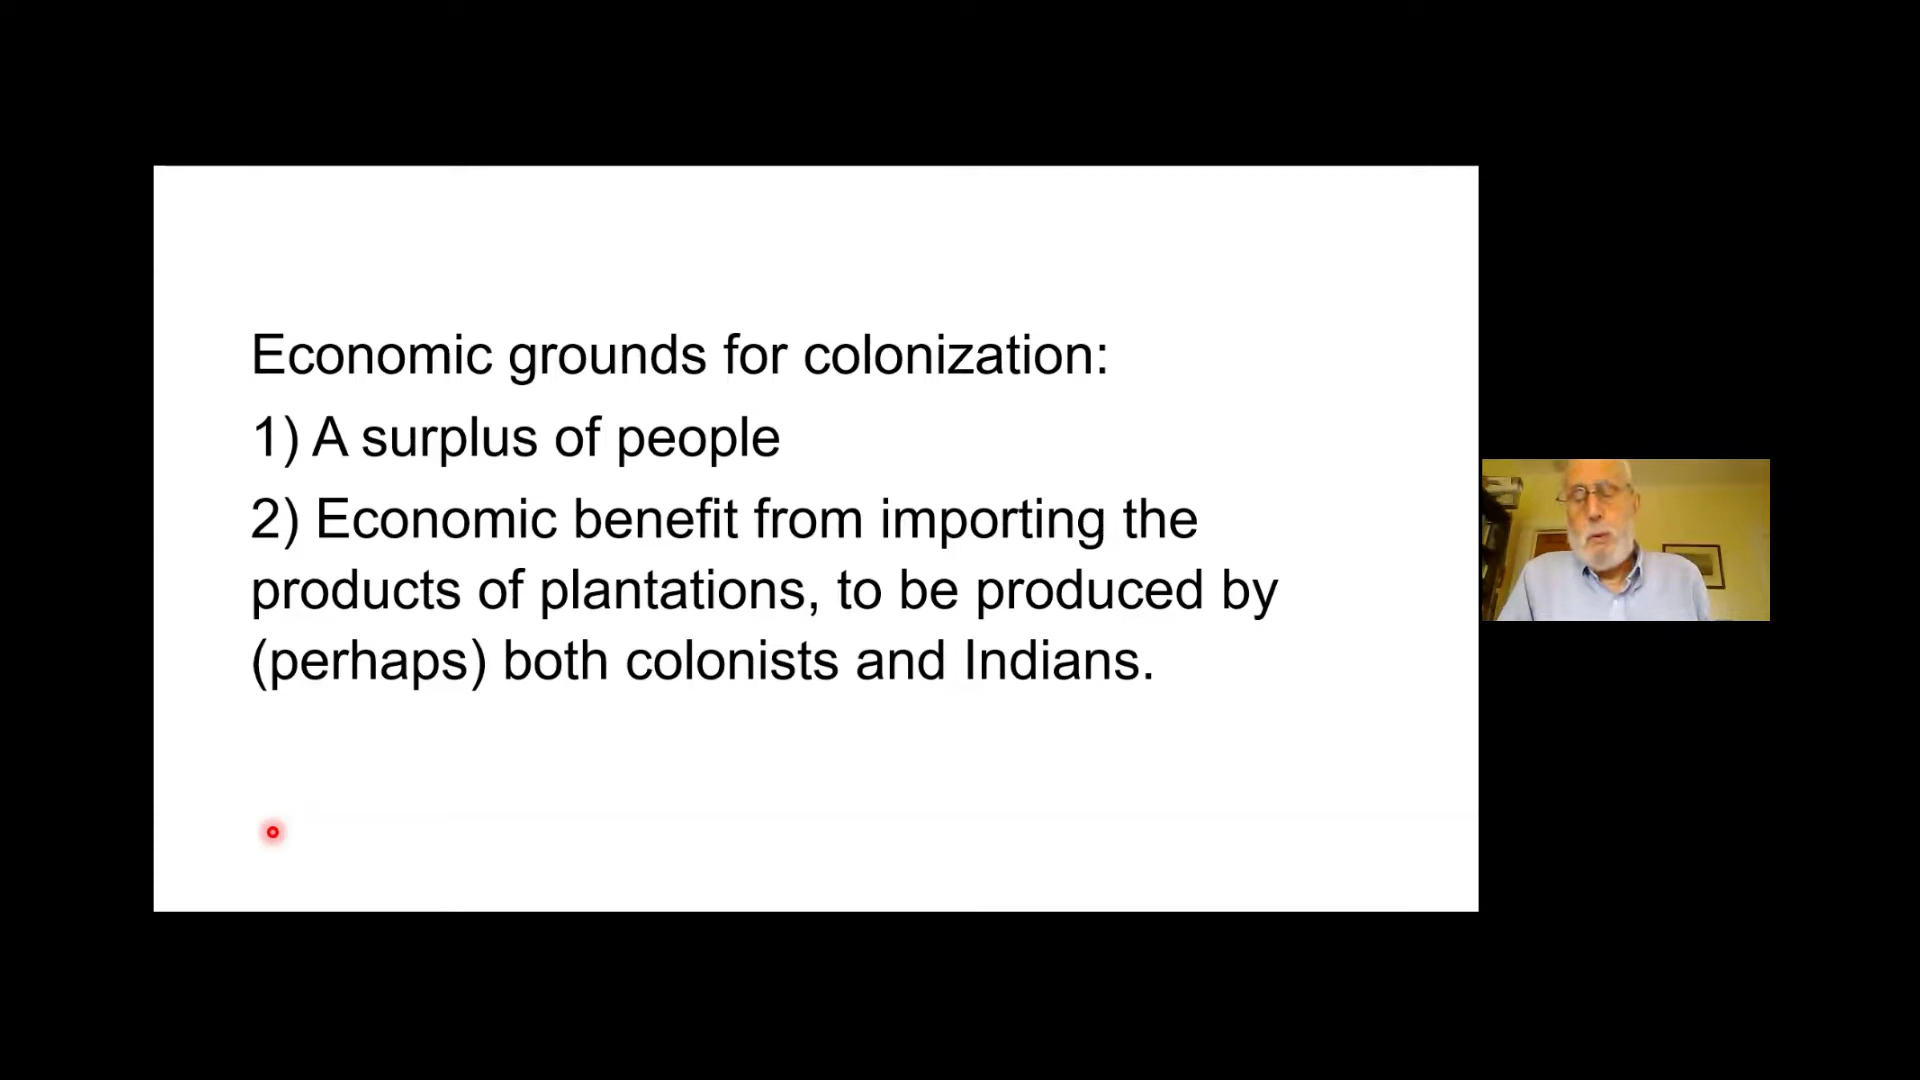 Economic grounds for colonization:
1) A surplus of people
2) Economic benefit from importing the
products of plantations, to be produced by
(perhaps) both colonists and Indians.